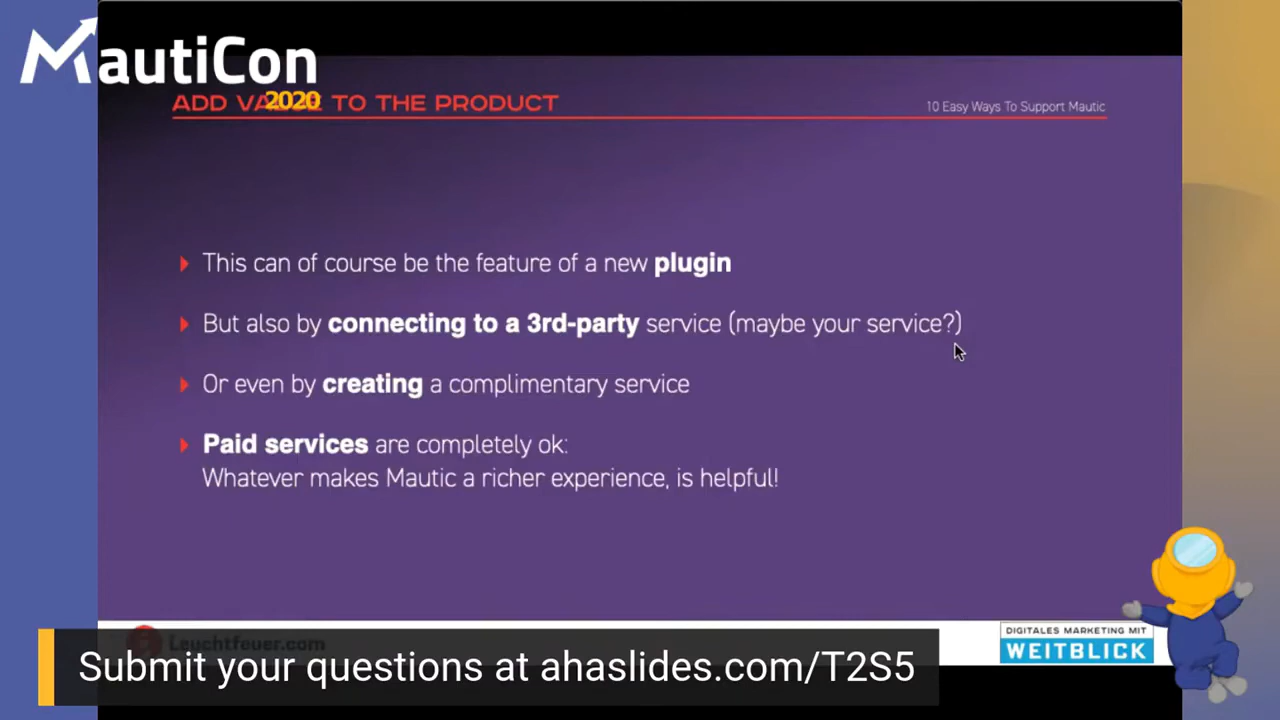 MautiCon
2020
ADD VALUE TO THE PRODUCT
10 Easy Ways To Support Mautic
This can of course be the feature of a new plugin
But also by connecting to a 3rd-party service (maybe your service?)
Or even by creating a complimentary service
Paid services are completely ok:
Whatever makes Mautic a richer experience, is helpful!
Leuchtfeuer.com
DIGITALES MARKETING MIT
WEITBLICK
Submit your questions at ahaslides.com/T2S5